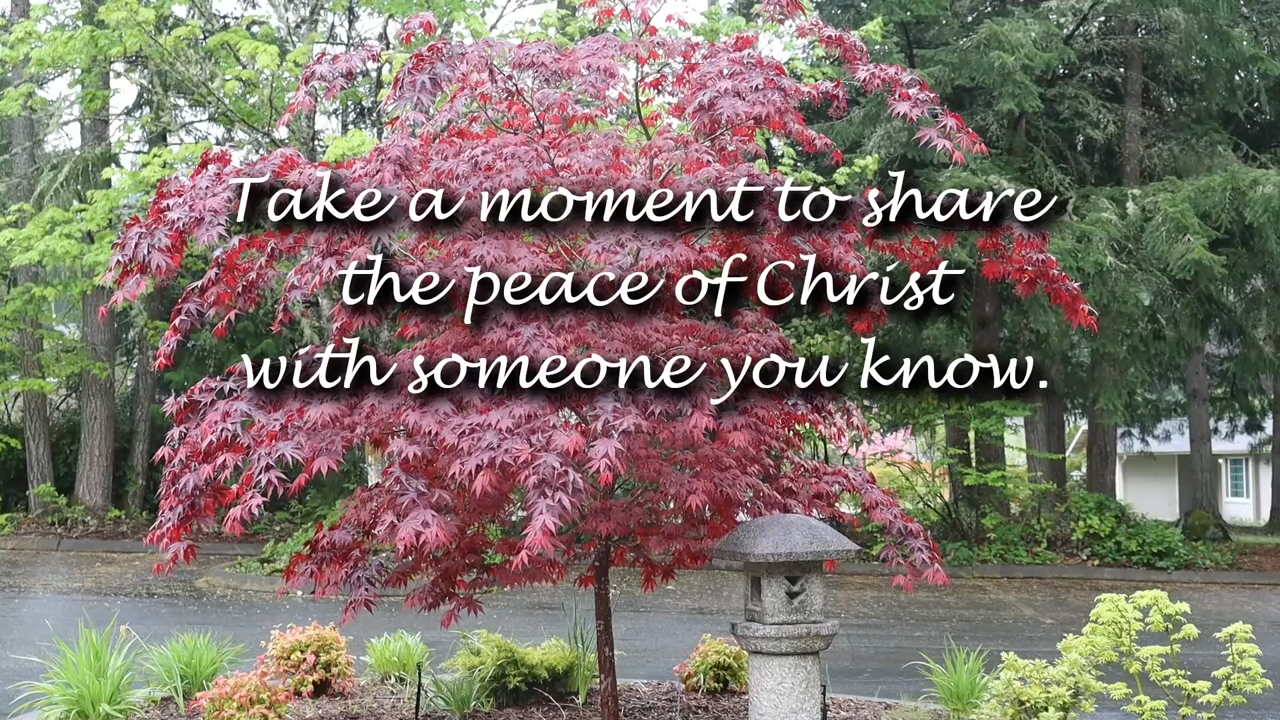 Take a moment to share
the peace of Christ
with someone you know.